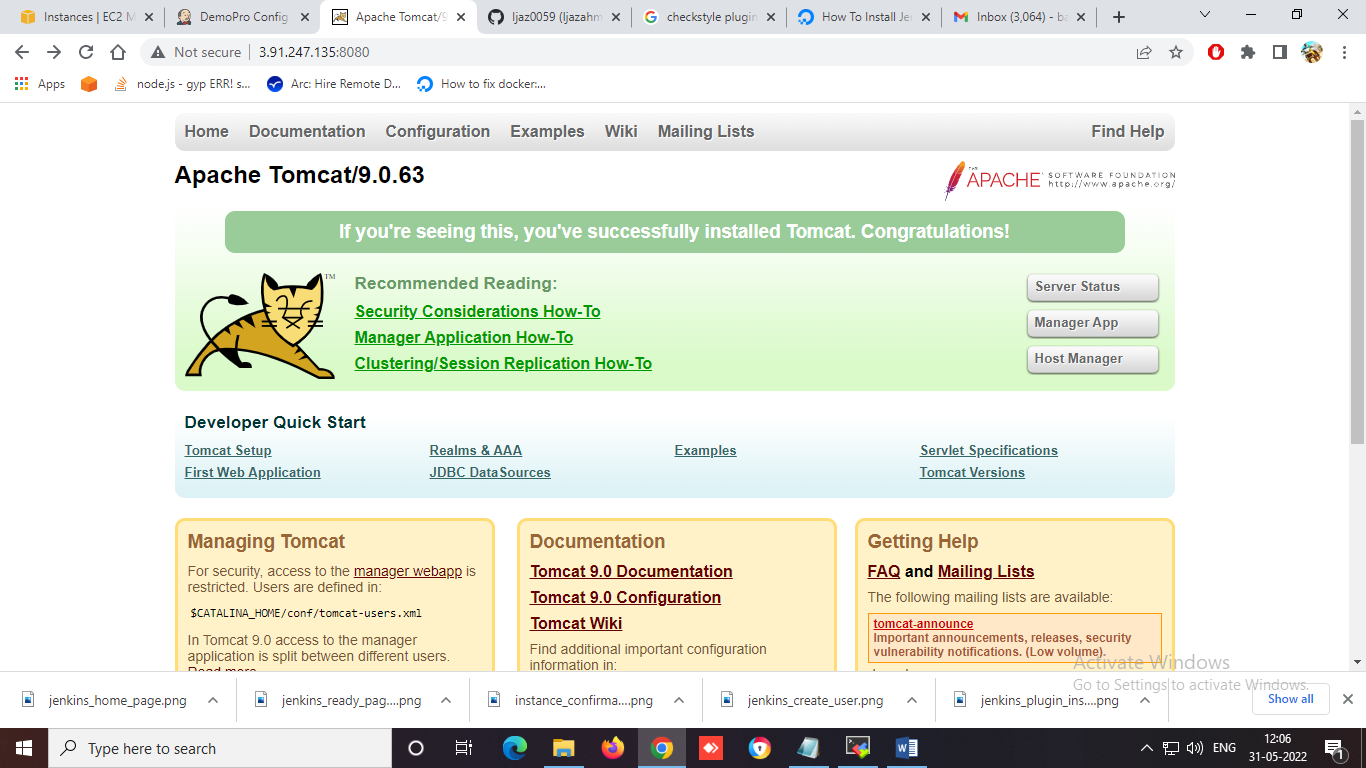 Instances | EC2 M
DemoPro Config
Apache Tomcat/9
Ijaz0059 (Ijazahm
checkstyle plugin
How To Install Je
Inbox (3,064) - ba
Not secure
3.91.247.135:8080
Apps
node.js - gyp ERR! s...
Arc: Hire Remote D...
How to fix docker:...
Home Documentation Configuration Examples Wiki Mailing Lists Find Help
Apache Tomcat/9.0.63
THE APACHE SOFTWARE FOUNDATION
http://www.apache.org/
If you're seeing this, you've successfully installed Tomcat. Congratulations!
TM
Recommended Reading:
Security Considerations How-To
Manager Application How-To
Clustering/Session Replication How-To
Server Status
Manager App
Host Manager
Developer Quick Start
Tomcat Setup
First Web Application
Realms & AAA
JDBC DataSources
Examples
Servlet Specifications
Tomcat Versions
Managing Tomcat
For security, access to the manager webapp is
restricted. Users are defined in:
$CATALINA_HOME/conf/tomcat-users.xml
In Tomcat 9.0 access to the manager
application is split between different users.
Read more...
Documentation
Tomcat 9.0 Documentation
Tomcat 9.0 Configuration
Tomcat Wiki
Find additional important configuration
information in:
Getting Help
FAQ and Mailing Lists
The following mailing lists are available:
tomcat-announce
Important announcements, releases, security
vulnerability notifications. (Low volume).
Activate Windows
Go to Settings to activate Windows.
jenkins_home_page.png
jenkins_ready_pag....png
instance_confirma....png
jenkins_create_user.png
jenkins_plugin_ins....png
Show all
Type here to search
ENG
12:06
31-05-2022
1